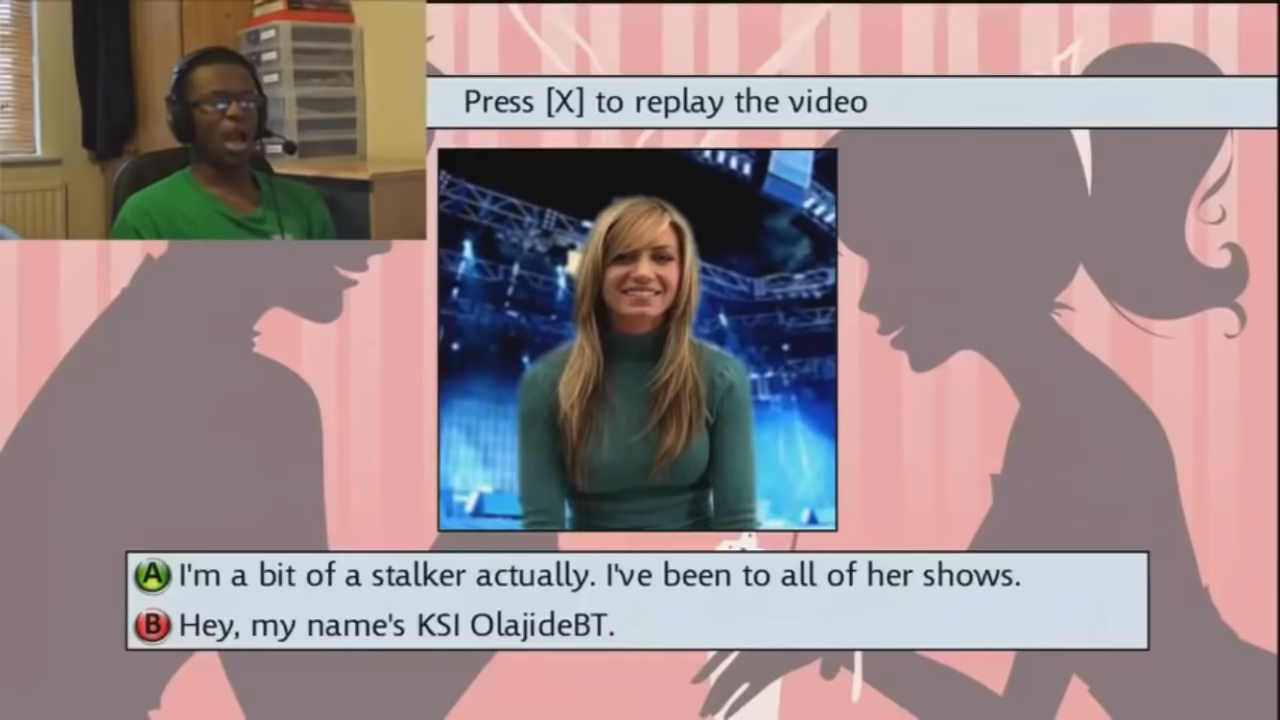 Press [X] to replay the video
A I'm a bit of a stalker actually. I've been to all of her shows.
B Hey, my name's KSI OlajideBT.